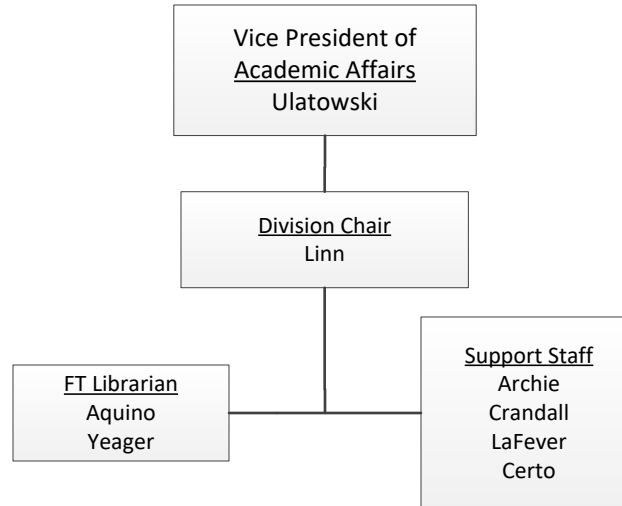 Vice President of
Academic Affairs
Ulatowski
Division Chair
Linn
FT Librarian
Aquino
Yeager
Support Staff
Archie
Crandall
LaFever
Certo